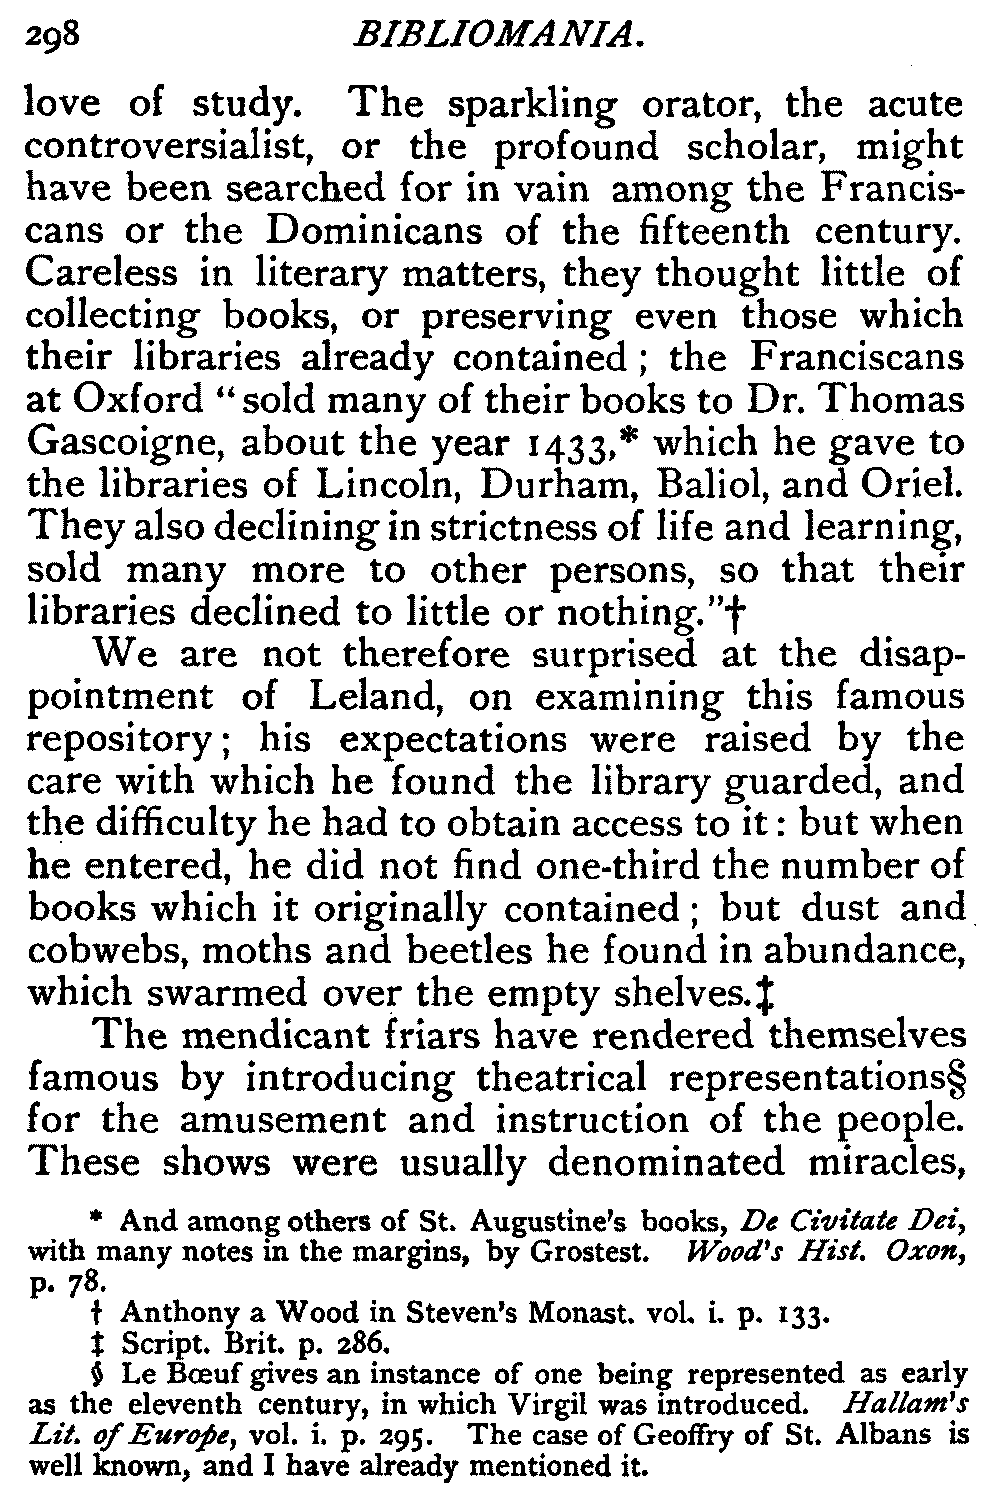 298 BIBLIOMANIA.
love of study. The sparkling orator, the acute
controversialist, or the profound scholar, might
have been searched for in vain among the Francis-
cans or the Dominicans of the fifteenth century.
Careless in literary matters, they thought little of
collecting books, or preserving even those which
their libraries already contained ; the Franciscans
at Oxford “sold many of their books to Dr. Thomas
Gascoigne, about the year 1433,* which he gave to
the libraries of Lincoln, Durham, Baliol, and Oriel.
They also declining in strictness of life and learning,
sold many more to other persons, so that their
libraries declined to little or nothing.”†
We are not therefore surprised at the disap-
pointment of Leland, on examining this famous
repository ; his expectations were raised by the
care with which he found the library guarded, and
the difficulty he had to obtain access to it : but when
he entered, he did not find one-third the number of
books which it originally contained ; but dust and
cobwebs, moths and beetles he found in abundance,
which swarmed over the empty shelves.‡
The mendicant friars have rendered themselves
famous by introducing theatrical representations§
for the amusement and instruction of the people.
These shows were usually denominated miracles,
* And among others of St. Augustine's books, De Civitate Dei,
with many notes in the margins, by Grostest. Wood's Hist. Oxon,
p. 78.
† Anthony a Wood in Steven's Monast. vol. i. p. 133.
‡ Script. Brit. p. 286.
§ Le Bœuf gives an instance of one being represented as early
as the eleventh century, in which Virgil was introduced. Hallam's
Lit. of Europe, vol. i. p. 295. The case of Geoffry of St. Albans is
well known, and I have already mentioned it.